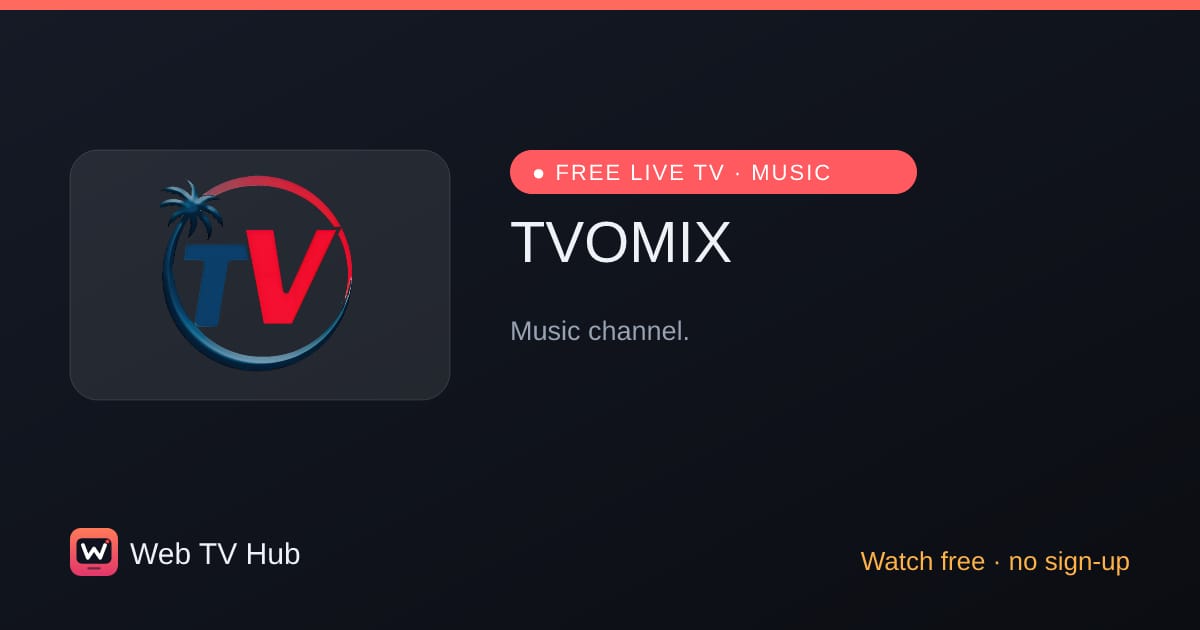 TV
● FREE LIVE TV · MUSIC
TVOMIX
Music channel.
W
Web TV Hub
Watch free · no sign-up